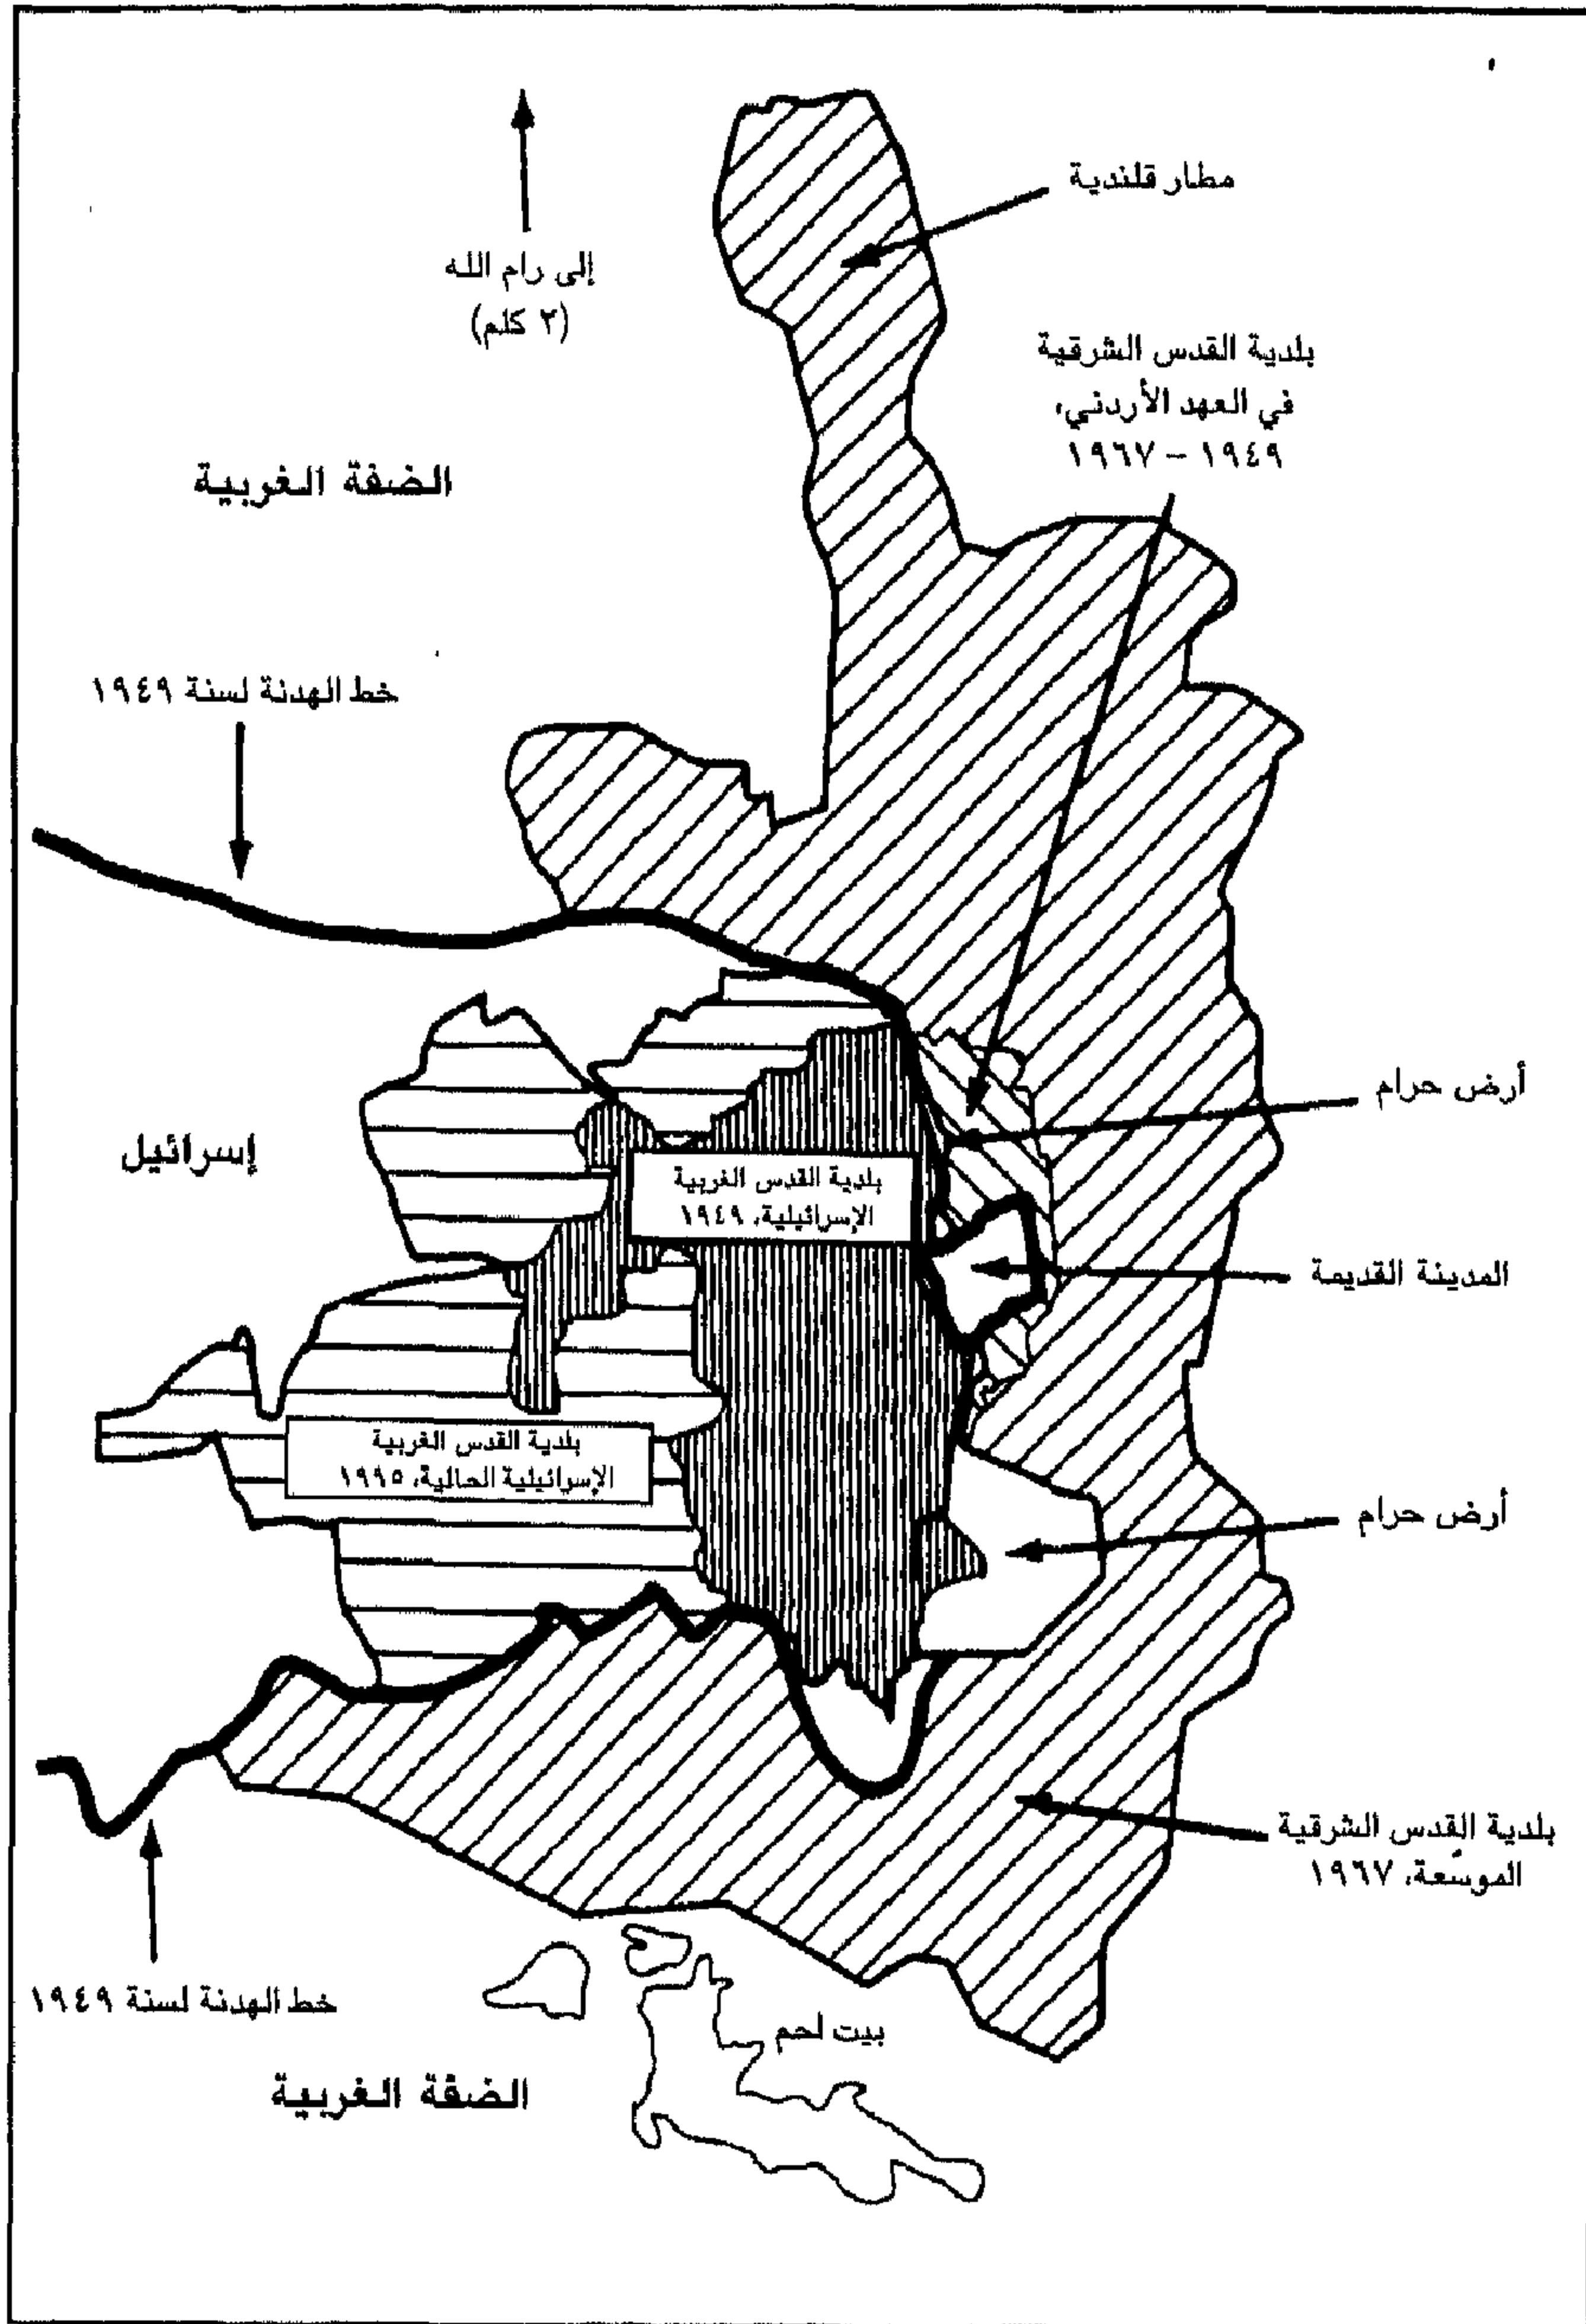 مطار قلندية
إلى رام الله
(٢ كلم)
بلدية القدس الشرقية
في العهد الأردني،
١٩٤٩ – ١٩٦٧
الضفة الغربية
خط الهدنة لسنة ١٩٤٩
أرض حرام
إسرائيل
بلدية القدس الغربية
الإسرائيلية، ١٩٤٩
المدينة القديمة
بلدية القدس الغربية
الإسرائيلية الحالية، ١٩٩٥
أرض حرام
بلدية القدس الشرقية
الموسّعة، ١٩٦٧
خط الهدنة لسنة ١٩٤٩
بيت لحم
الضفة الغربية